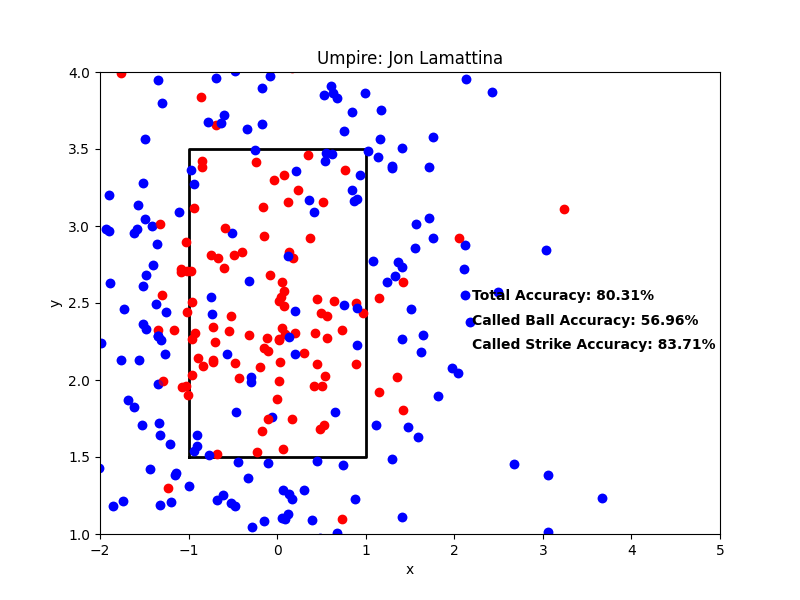 Umpire: Jon Lamattina
4.0
3.5
3.0
2.5
2.0
1.5
1.0
y
Total Accuracy: 80.31%
Called Ball Accuracy: 56.96%
Called Strike Accuracy: 83.71%
−2 −1 0 1 2 3 4 5
x